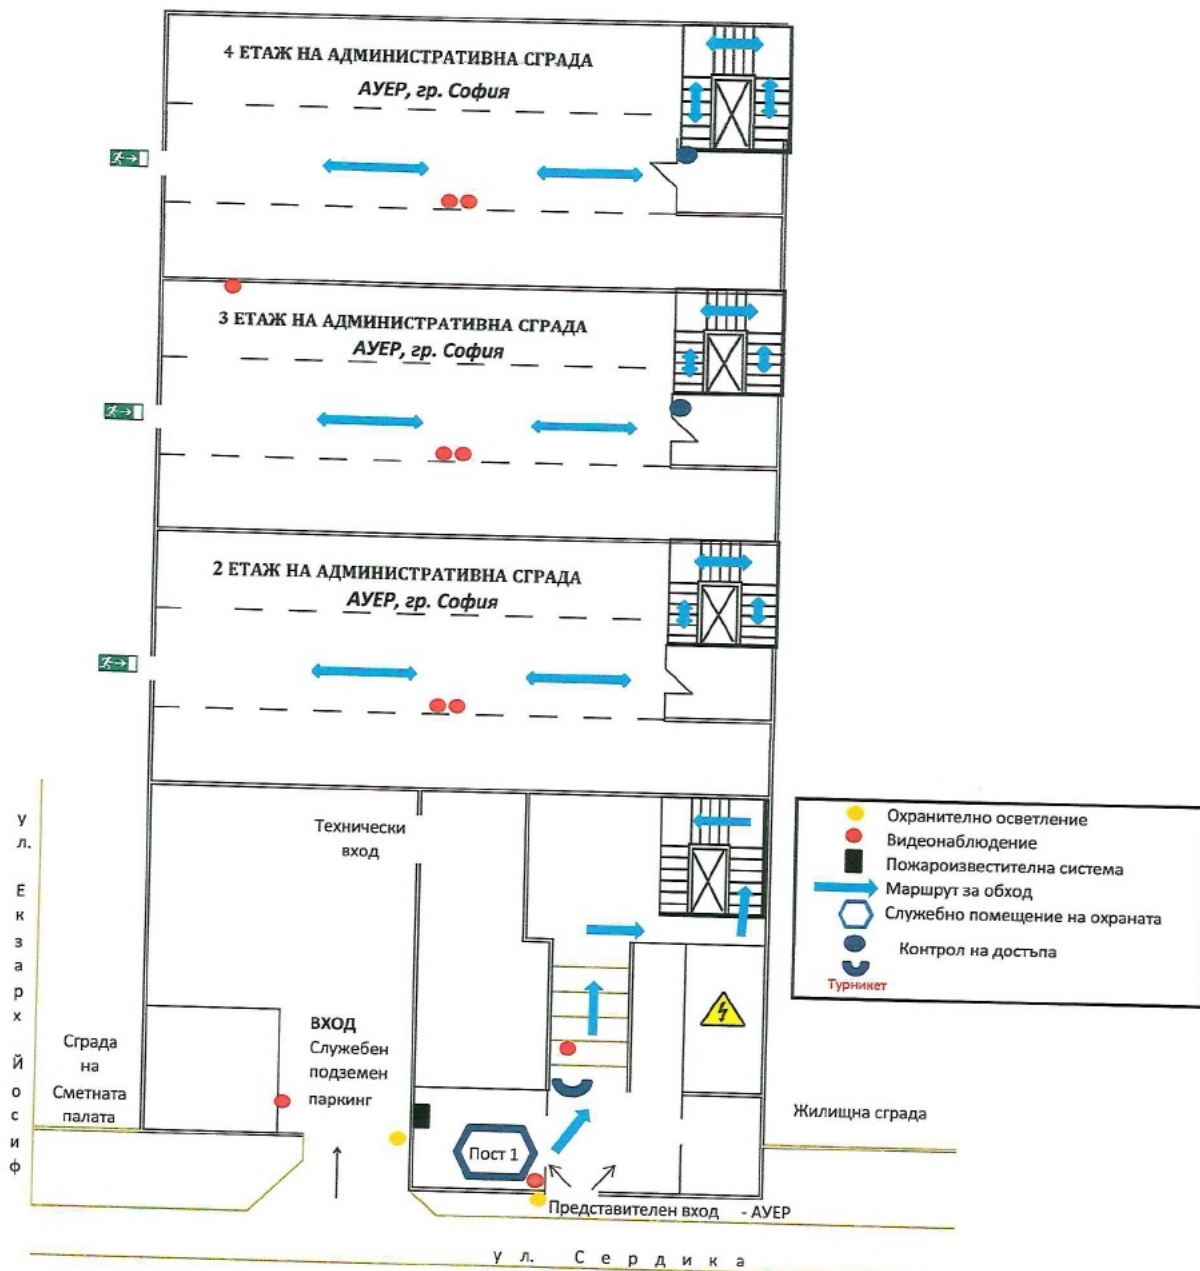 4 ЕТАЖ НА АДМИНИСТРАТИВНА СГРАДА
АУЕР, гр. София
3 ЕТАЖ НА АДМИНИСТРАТИВНА СГРАДА
АУЕР, гр. София
2 ЕТАЖ НА АДМИНИСТРАТИВНА СГРАДА
АУЕР, гр. София
ул. Екзарх Йосиф
Технически
вход
Охранително осветление
Видеонаблюдение
Пожароизвестителна система
Маршрут за обход
Служебно помещение на охраната
Контрол на достъпа
Турникет
Сграда
на
Сметната
палата
ВХОД
Служебен
подземен
паркинг
Жилищна сграда
Пост 1
Представителен вход - АУЕР
ул. Сердика